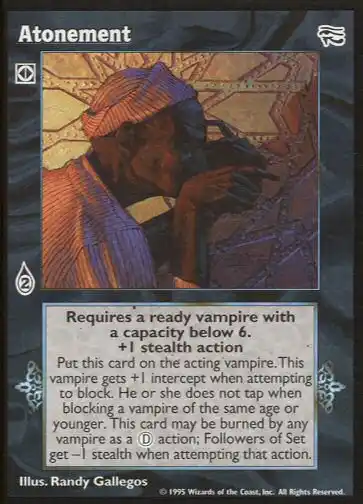 Atonement
2
Requires a ready vampire with
a capacity below 6.
+1 stealth action
Put this card on the acting vampire. This
vampire gets +1 intercept when attempting
to block. He or she does not tap when
blocking a vampire of the same age or
younger. This card may be burned by any
vampire as a Ⓓ action; Followers of Set
get –1 stealth when attempting that action.
Illus. Randy Gallegos
© 1995 Wizards of the Coast, Inc. All Rights Reserved.